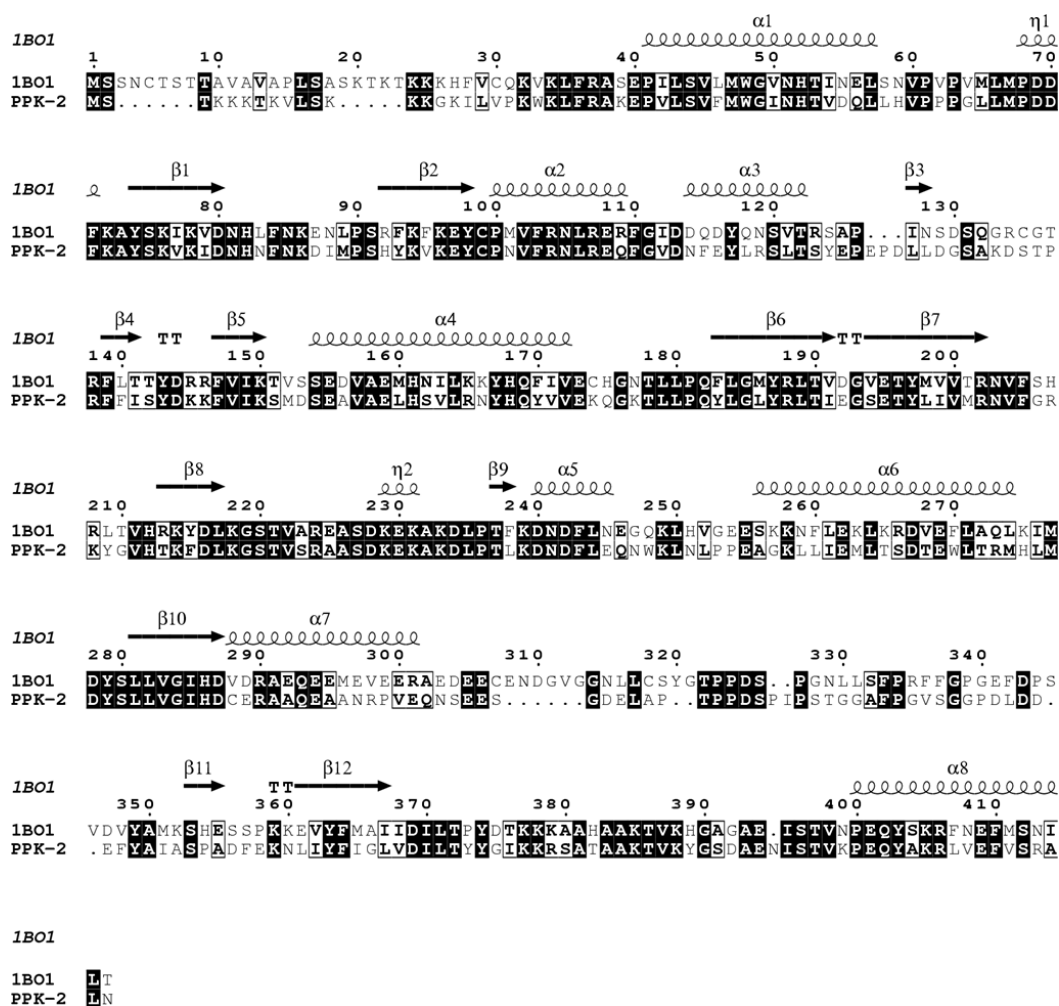 1BO1 α1 η1
1 10 20 30 40 50 60 70
1BO1 MSSNCTSTTAVAVAPLSASKTKTKKKHFVCQKVKLFRASEPILSVLMWGVNHTINELSNVPVPVMLMPDD
PPK-2 MS......TKKKTKVLSK.....KKGKILVPKWKLFRAKEPVLSVFMWGINHTVDQLLHVPPPGLLMPDD
1BO1 β1 β2 α2 α3 β3
80 90 100 110 120 130
1BO1 FKAYSKIKVDNHLFNKENLPSRFKFKEYCPMVFRNLRERFGIDDQDYQNSVTRSAP...INSDSQGRCGT
PPK-2 FKAYSKVKIDNHNFNKDIMPSHYKVKEYCPNVFRNLREQFGVDNFEYLRSLTSYEPEPDLLDGSAKDSTP
1BO1 β4 TT β5 α4 β6 TT β7
140 150 160 170 180 190 200
1BO1 RFLTTYDRRFVIKTVSSEDVAEMHNILKKYHQFIVECHGNTLLPQFLGMYRLTVDGVETYMVVTRNVFSH
PPK-2 RFFISYDKKFVIKSMDSEAVAELHSVLRNYHQYVVEKQGKTLLPQYLGLYRLTIEGSETYLIVMRNVFGR
1BO1 β8 η2 β9 α5 α6
210 220 230 240 250 260 270
1BO1 RLTVHRKYDLKGSTVAREASDKEKAKDLPTFKDNDFLNEGQKLHVGEESKKNFLEKLKRDVEFLAQLKIM
PPK-2 KYGVHTKFDLKGSTVSRAASDKEKAKDLPTLKDNDFLEQNWKLNLPPEAGKLLIEMLTSDTEWLTRMHLM
1BO1 β10 α7
280 290 300 310 320 330 340
1BO1 DYSLLVGIHDVDRAEQEEMEVEERAEDEECENDGVGGNLLCSYGTPPDS..PGNLLSFPRFFGPGEFDPS
PPK-2 DYSLLVGIHDCERAAQEAANRPVEQNSEES......GDELAP..TPPDSPIPSTGGAFPGVSGGPDLDD.
1BO1 β11 TT β12 α8
350 360 370 380 390 400 410
1BO1 VDVYAMKSHESSPKKEVYFMAIIDILTPYDTKKKAAHAAKTVKHGAGAE.ISTVNPEQYSKRFNEFMSNI
PPK-2 .EFYAIASPADFEKNLIYFIGLVDILTYYGIKKRSATAAKTVKYGSDAENISTVKPEQYAKRLVEFVSRA
1BO1
1BO1 LT
PPK-2 LN